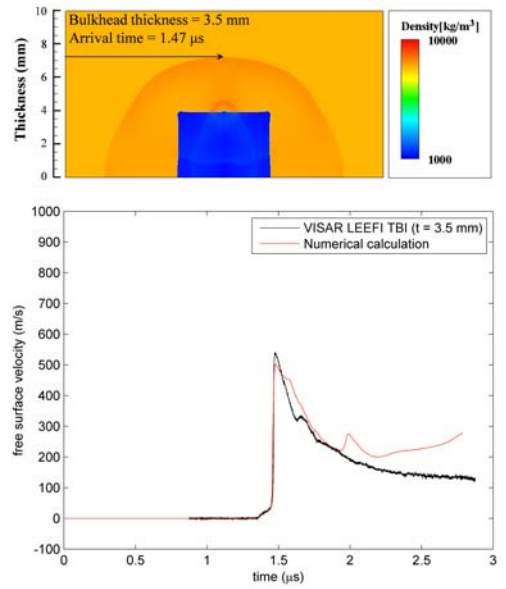 10
8
6
4
2
0
Thickness (mm)
Bulkhead thickness = 3.5 mm
Arrival time = 1.47 μs
Density[kg/m³]
10000
1000
1000
900
800
700
600
500
400
300
200
100
0
-100
free surface velocity (m/s)
VISAR LEEFI TBI (t = 3.5 mm)
Numerical calculation
0 0.5 1 1.5 2 2.5 3
time (μs)